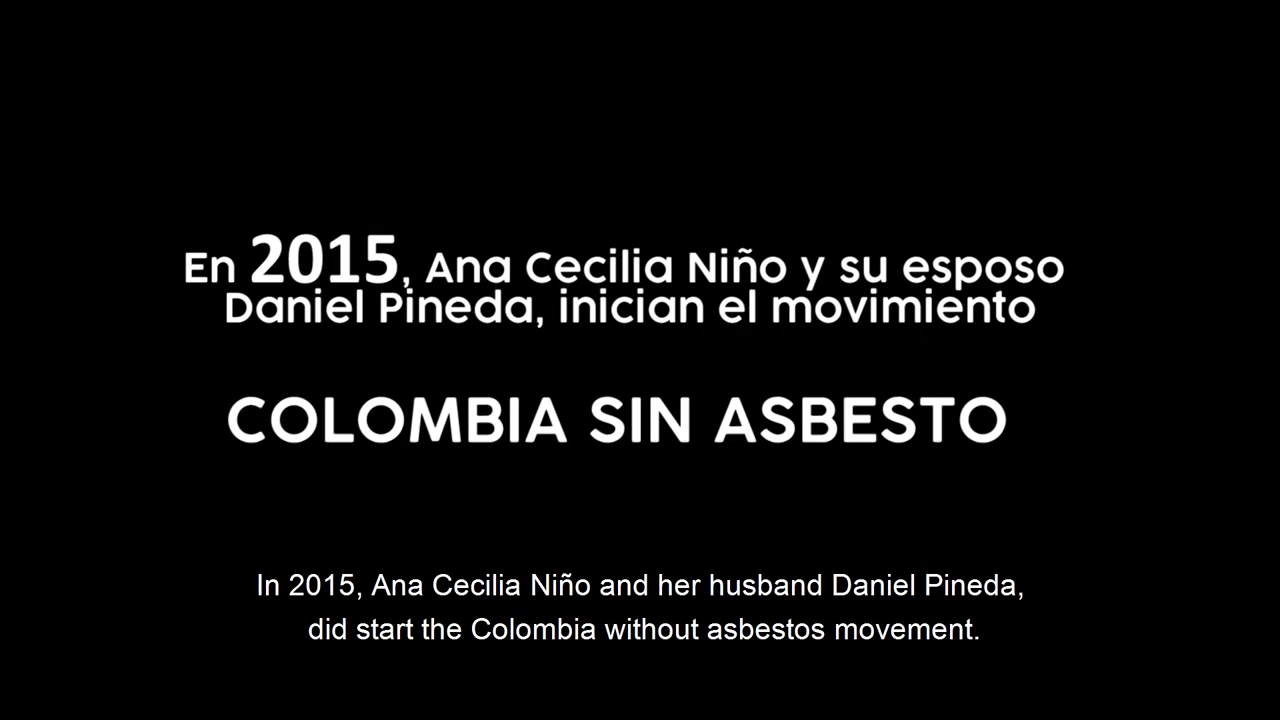 En 2015, Ana Cecilia Niño y su esposo
Daniel Pineda, inician el movimiento
COLOMBIA SIN ASBESTO
In 2015, Ana Cecilia Niño and her husband Daniel Pineda,
did start the Colombia without asbestos movement.